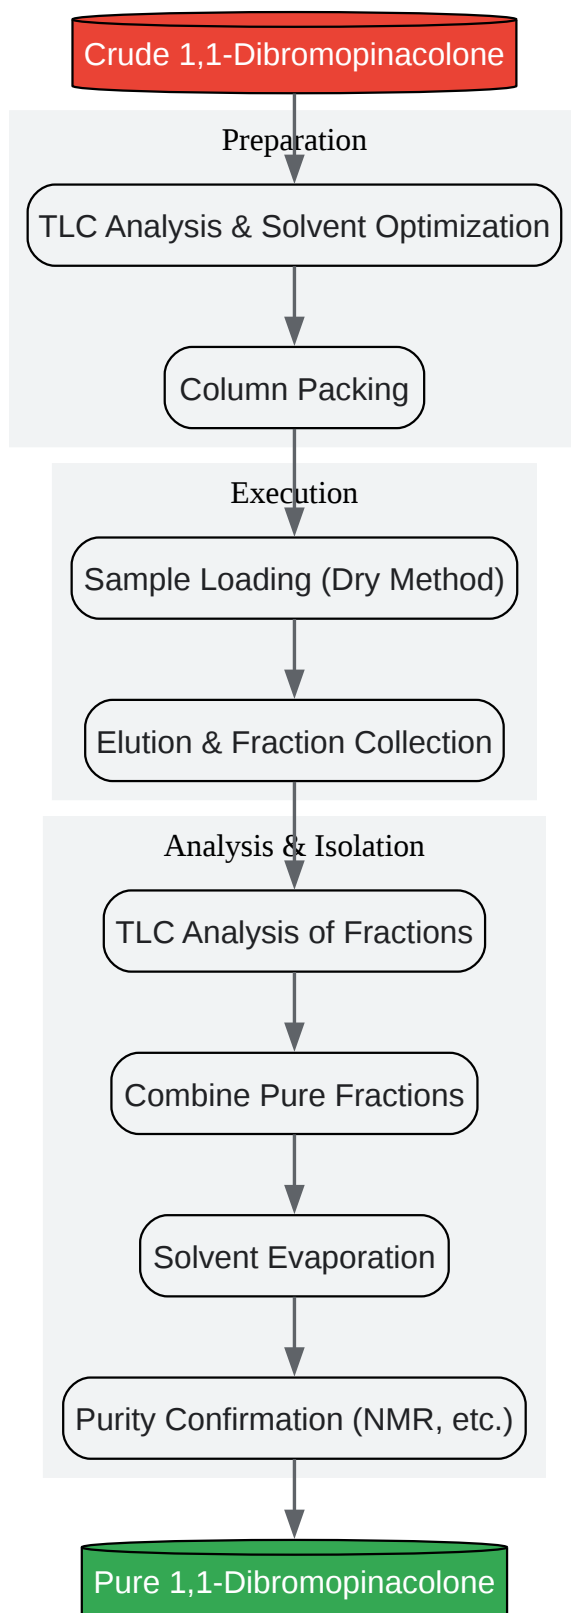 Crude 1,1-Dibromopinacolone
Preparation
TLC Analysis & Solvent Optimization
Column Packing
Execution
Sample Loading (Dry Method)
Elution & Fraction Collection
Analysis & Isolation
TLC Analysis of Fractions
Combine Pure Fractions
Solvent Evaporation
Purity Confirmation (NMR, etc.)
Pure 1,1-Dibromopinacolone